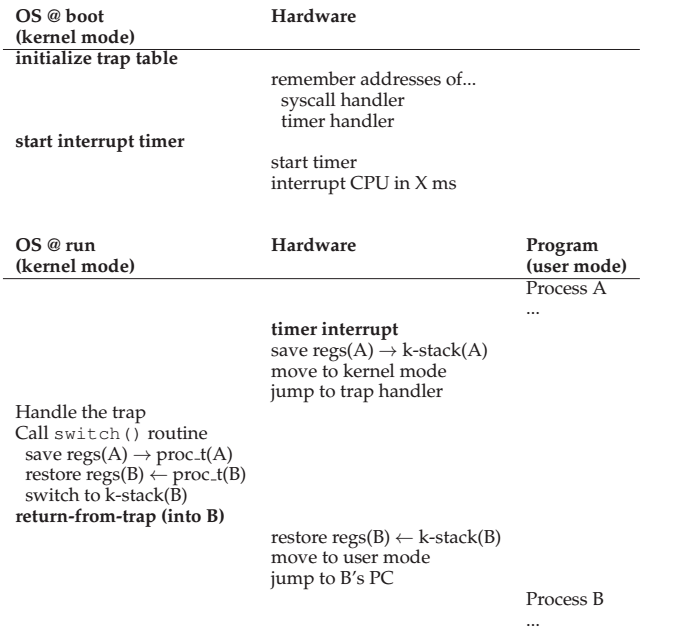 OS @ boot Hardware
(kernel mode)
initialize trap table
remember addresses of...
syscall handler
timer handler
start interrupt timer
start timer
interrupt CPU in X ms
OS @ run Hardware Program
(kernel mode) (user mode)
Process A
...
timer interrupt
save regs(A) → k-stack(A)
move to kernel mode
jump to trap handler
Handle the trap
Call switch() routine
save regs(A) → proc_t(A)
restore regs(B) ← proc_t(B)
switch to k-stack(B)
return-from-trap (into B)
restore regs(B) ← k-stack(B)
move to user mode
jump to B's PC
Process B
...